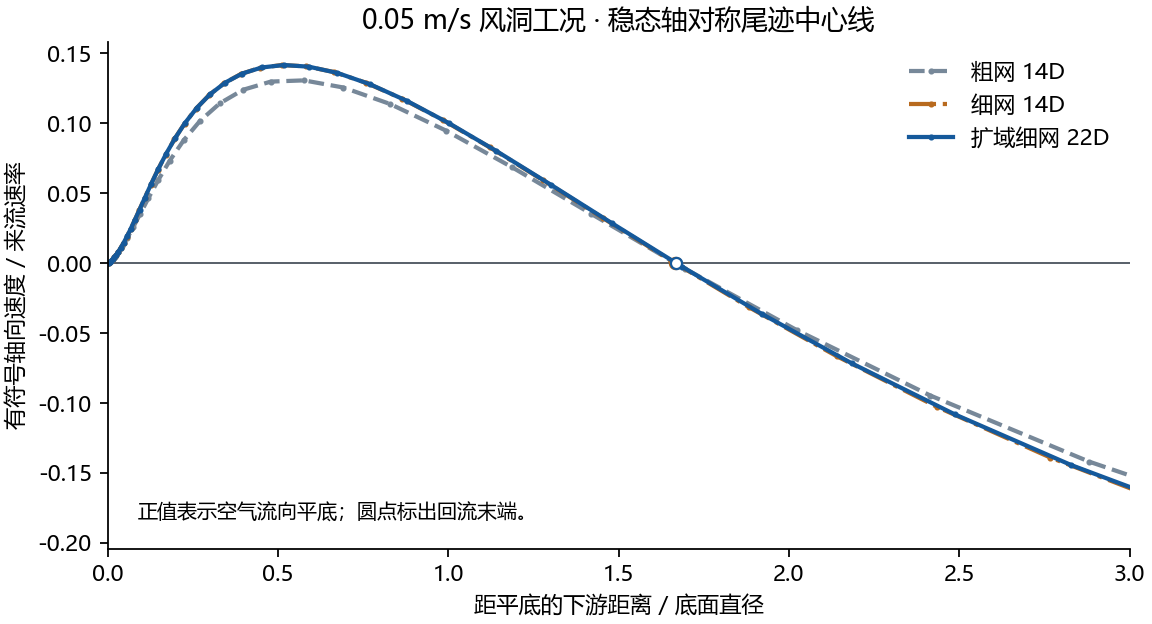 0.05 m/s 风洞工况 · 稳态轴对称尾迹中心线
粗网 14D
细网 14D
扩域细网 22D
有符号轴向速度 / 来流速率
0.15
0.10
0.05
0.00
-0.05
-0.10
-0.15
-0.20
正值表示空气流向平底；圆点标出回流末端。
0.0 0.5 1.0 1.5 2.0 2.5 3.0
距平底的下游距离 / 底面直径